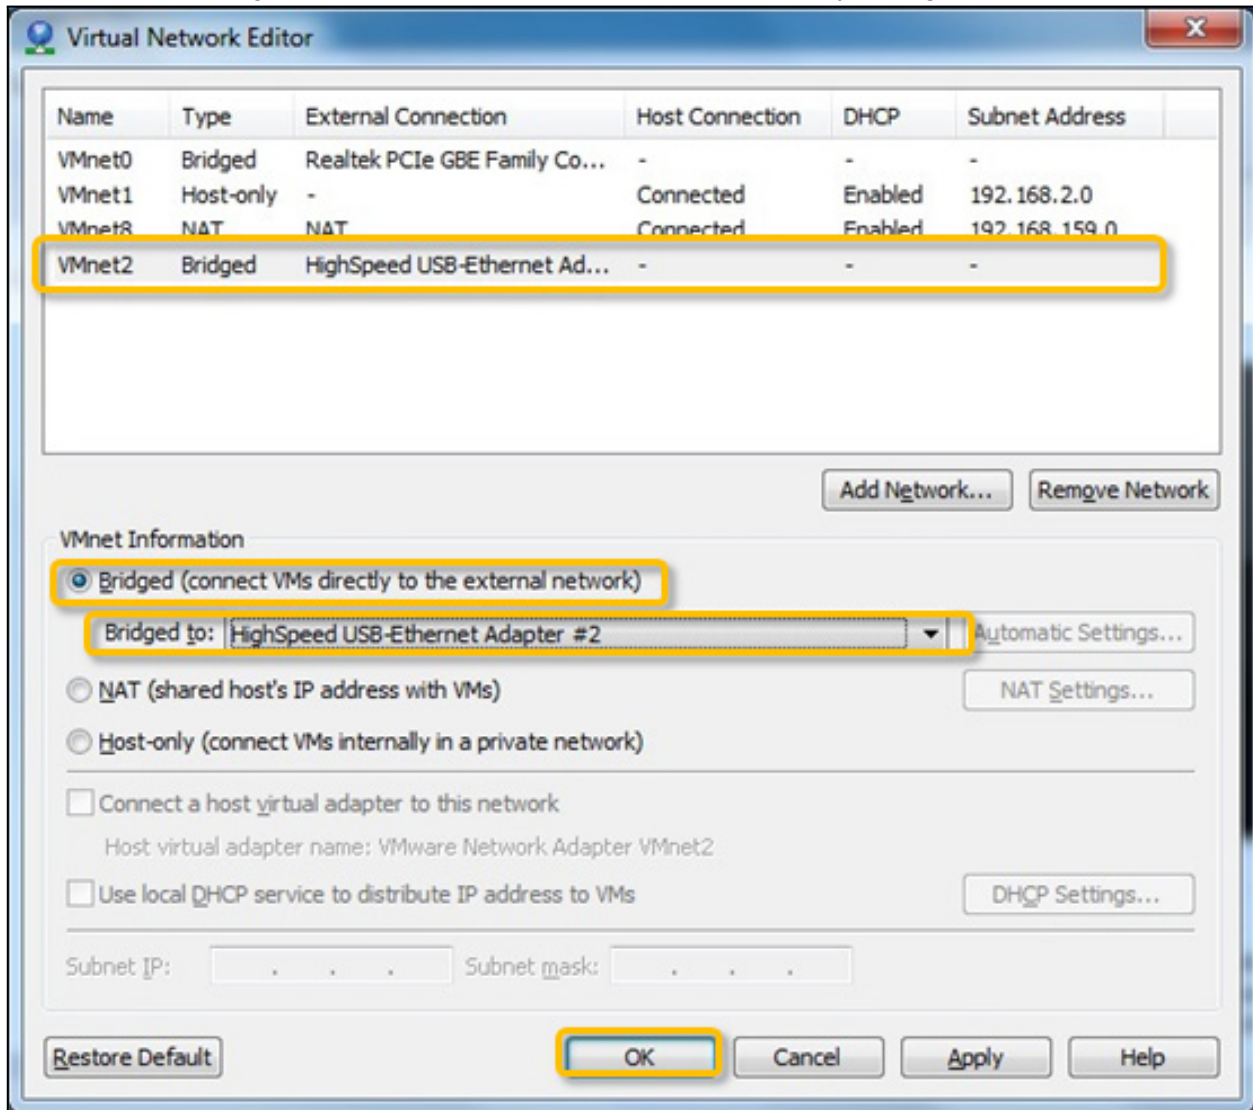 Virtual Network Editor
Name Type External Connection Host Connection DHCP Subnet Address
VMnet0 Bridged Realtek PCIe GBE Family Co... - - -
VMnet1 Host-only - Connected Enabled 192.168.2.0
VMnet8 NAT NAT Connected Enabled 192.168.159.0
VMnet2 Bridged HighSpeed USB-Ethernet Ad... - - -
Add Network... Remove Network
VMnet Information
Bridged (connect VMs directly to the external network)
Bridged to: HighSpeed USB-Ethernet Adapter #2 Automatic Settings...
NAT (shared host's IP address with VMs) NAT Settings...
Host-only (connect VMs internally in a private network)
Connect a host virtual adapter to this network
Host virtual adapter name: VMware Network Adapter VMnet2
Use local DHCP service to distribute IP address to VMs DHCP Settings...
Subnet IP: . . . Subnet mask: . . .
Restore Default OK Cancel Apply Help